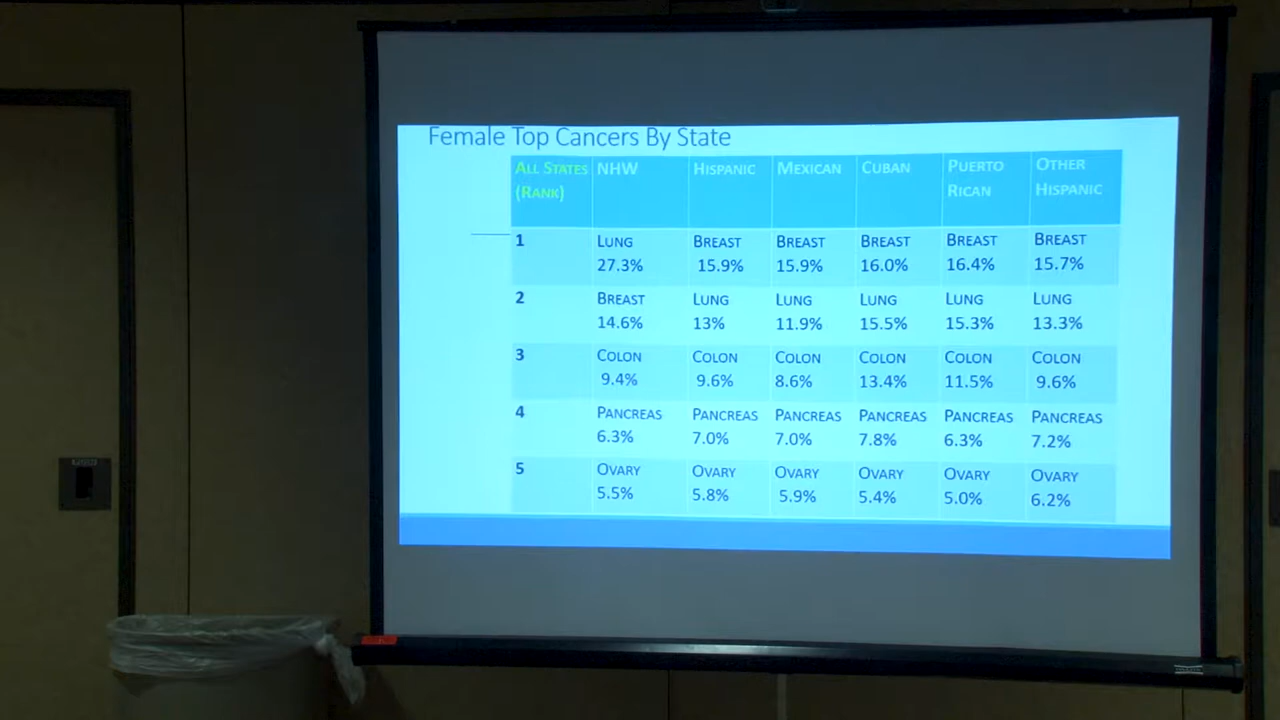 Female Top Cancers By State
ALL STATES (RANK) NHW HISPANIC MEXICAN CUBAN PUERTO RICAN OTHER HISPANIC
1 LUNG BREAST BREAST BREAST BREAST BREAST
27.3% 15.9% 15.9% 16.0% 16.4% 15.7%
2 BREAST LUNG LUNG LUNG LUNG LUNG
14.6% 13% 11.9% 15.5% 15.3% 13.3%
3 COLON COLON COLON COLON COLON COLON
9.4% 9.6% 8.6% 13.4% 11.5% 9.6%
4 PANCREAS PANCREAS PANCREAS PANCREAS PANCREAS PANCREAS
6.3% 7.0% 7.0% 7.8% 6.3% 7.2%
5 OVARY OVARY OVARY OVARY OVARY OVARY
5.5% 5.8% 5.9% 5.4% 5.0% 6.2%